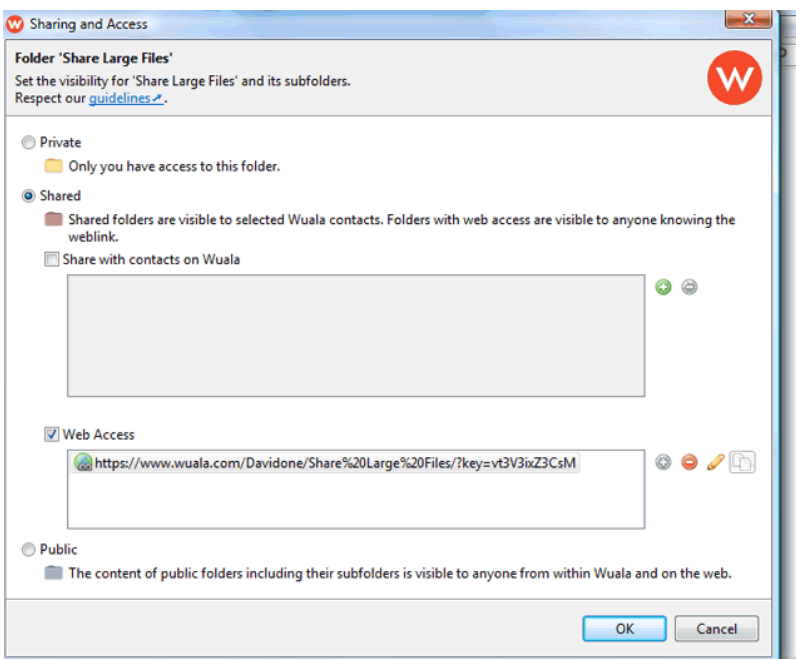 Sharing and Access
Folder 'Share Large Files'
Set the visibility for 'Share Large Files' and its subfolders.
Respect our guidelines.
W
Private
Only you have access to this folder.
Shared
Shared folders are visible to selected Wuala contacts. Folders with web access are visible to anyone knowing the
weblink.
Share with contacts on Wuala
Web Access
https://www.wuala.com/Davidone/Share%20Large%20Files/?key=vt3V3ixZ3CsM
Public
The content of public folders including their subfolders is visible to anyone from within Wuala and on the web.
OK
Cancel